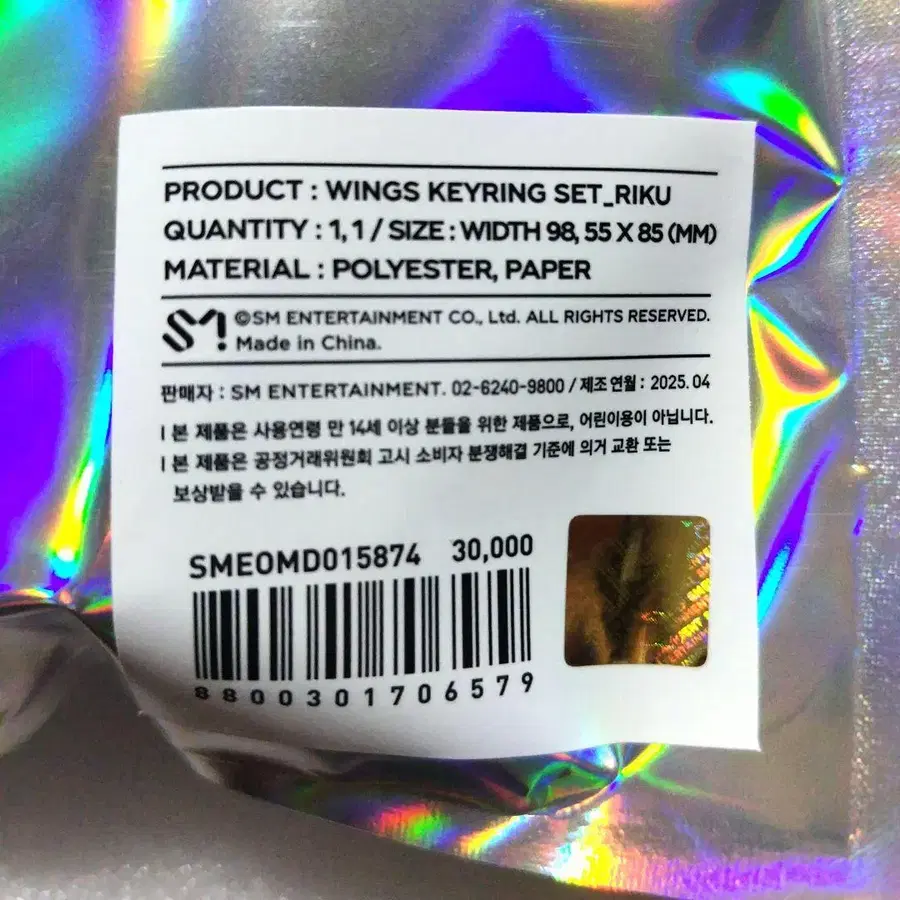 PRODUCT : WINGS KEYRING SET_RIKU
QUANTITY : 1, 1 / SIZE : WIDTH 98, 55 X 85 (MM)
MATERIAL : POLYESTER, PAPER
SM ©SM ENTERTAINMENT CO., Ltd. ALL RIGHTS RESERVED.
Made in China.
판매자 : SM ENTERTAINMENT. 02-6240-9800 / 제조 연월 : 2025. 04
l 본 제품은 사용연령 만 14세 이상 분들을 위한 제품으로, 어린이용이 아닙니다.
l 본 제품은 공정거래위원회 고시 소비자 분쟁해결 기준에 의거 교환 또는
보상받을 수 있습니다.
SMEOMD015874 30,000
8800301706579